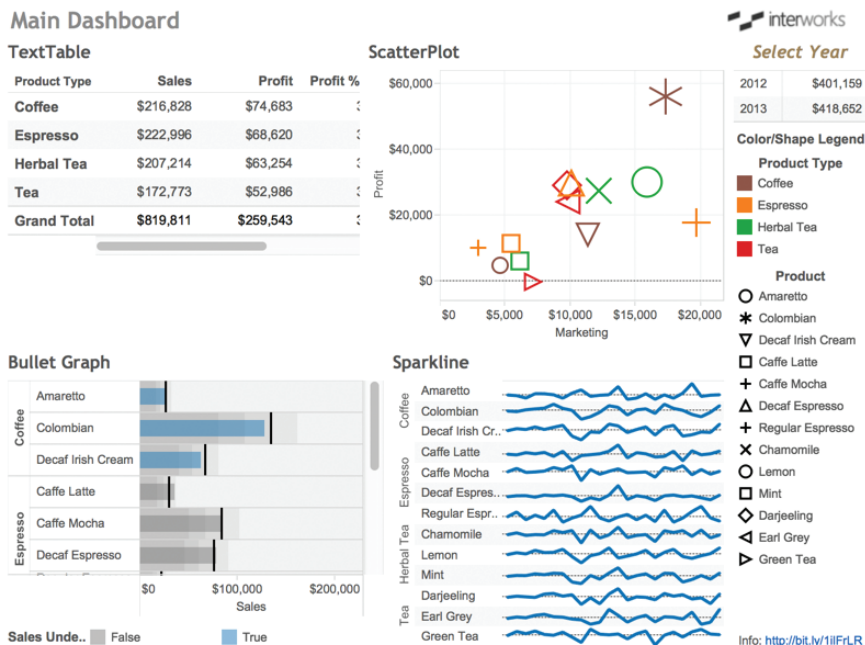 Main Dashboard
interworks
TextTable
Product Type Sales Profit Profit %
Coffee $216,828 $74,683
Espresso $222,996 $68,620
Herbal Tea $207,214 $63,254
Tea $172,773 $52,986
Grand Total $819,811 $259,543
ScatterPlot
$60,000
$40,000
$20,000
$0
Profit
$0 $5,000 $10,000 $15,000 $20,000
Marketing
Select Year
2012 $401,159
2013 $418,652
Color/Shape Legend
Product Type
Coffee
Espresso
Herbal Tea
Tea
Product
Amaretto
Colombian
Decaf Irish Cream
Caffe Latte
Caffe Mocha
Decaf Espresso
Regular Espresso
Chamomile
Lemon
Mint
Darjeeling
Earl Grey
Green Tea
Bullet Graph
Coffee
Amaretto
Colombian
Decaf Irish Cream
Espresso
Caffe Latte
Caffe Mocha
Decaf Espresso
$0 $100,000 $200,000
Sales
Sales Unde.. False True
Sparkline
Coffee
Amaretto
Colombian
Decaf Irish Cr..
Espresso
Caffe Latte
Caffe Mocha
Decaf Espres..
Regular Espr..
Herbal Tea
Chamomile
Lemon
Mint
Tea
Darjeeling
Earl Grey
Green Tea
Info: http://bit.ly/1ilFrLR